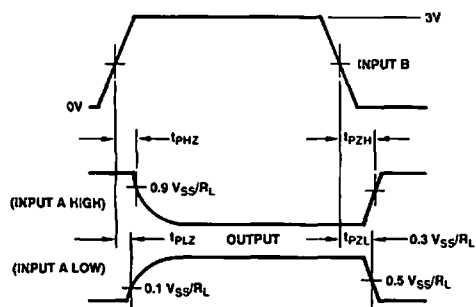 3V
INPUT B
0V
tPHZ
tPZH
(INPUT A HIGH)
0.9 VSS/RL
tPLZ
OUTPUT
tPZL
0.3 VSS/RL
(INPUT A LOW)
0.1 VSS/RL
0.5 VSS/RL